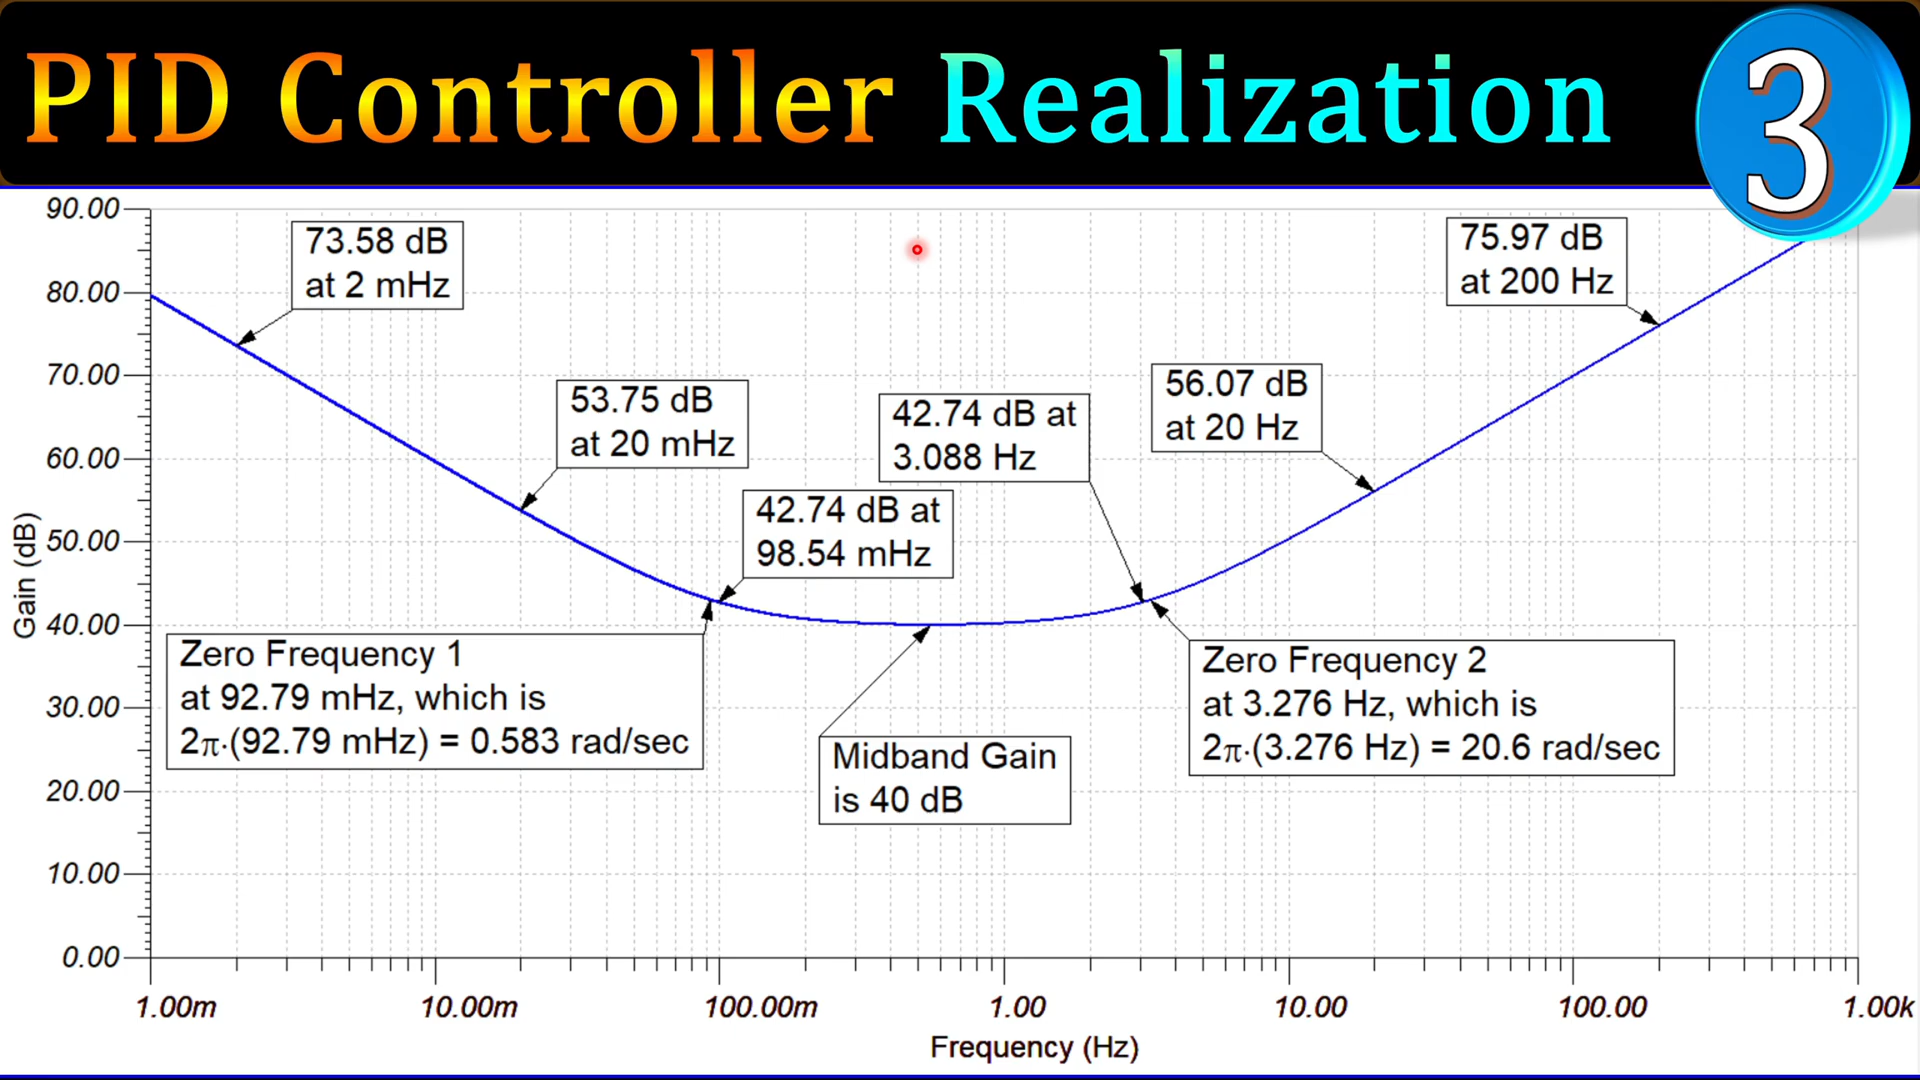 PID Controller Realization
3
90.00
80.00
70.00
60.00
50.00
40.00
30.00
20.00
10.00
0.00
Gain (dB)
73.58 dB
at 2 mHz
53.75 dB
at 20 mHz
42.74 dB at
98.54 mHz
42.74 dB at
3.088 Hz
56.07 dB
at 20 Hz
75.97 dB
at 200 Hz
Zero Frequency 1
at 92.79 mHz, which is
2π·(92.79 mHz) = 0.583 rad/sec
Midband Gain
is 40 dB
Zero Frequency 2
at 3.276 Hz, which is
2π·(3.276 Hz) = 20.6 rad/sec
1.00m 10.00m 100.00m 1.00 10.00 100.00 1.00k
Frequency (Hz)